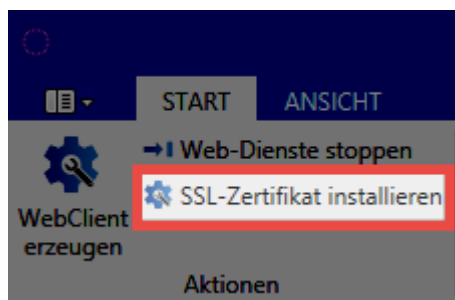 START ANSICHT
Web-Dienste stoppen
SSL-Zertifikat installieren
WebClient
erzeugen
Aktionen